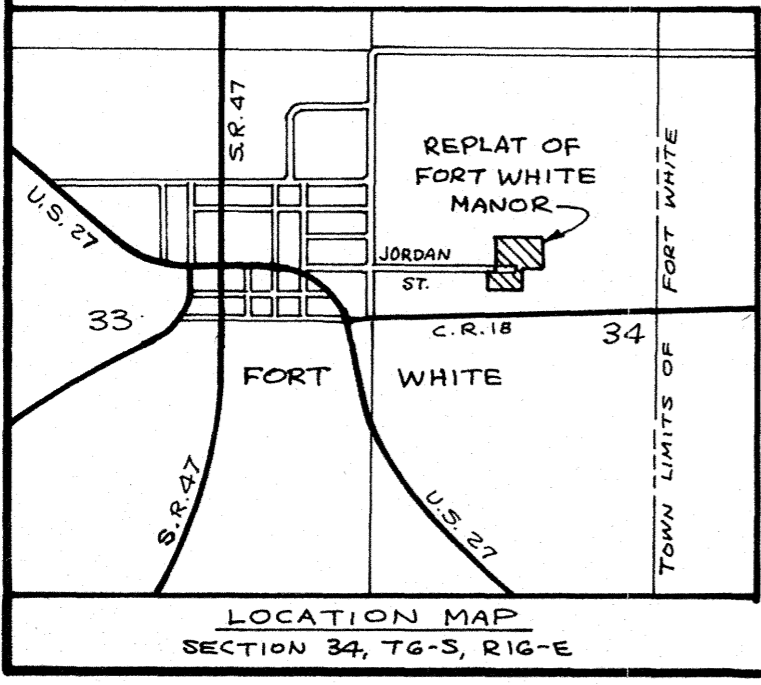 S.R.47
REPLAT OF
FORT WHITE
MANOR
U.S. 27
JORDAN
ST.
33
C.R.18
34
FORT WHITE
TOWN LIMITS OF FORT WHITE
S.R.47
U.S. 27
LOCATION MAP
SECTION 34, T6-S, R16-E